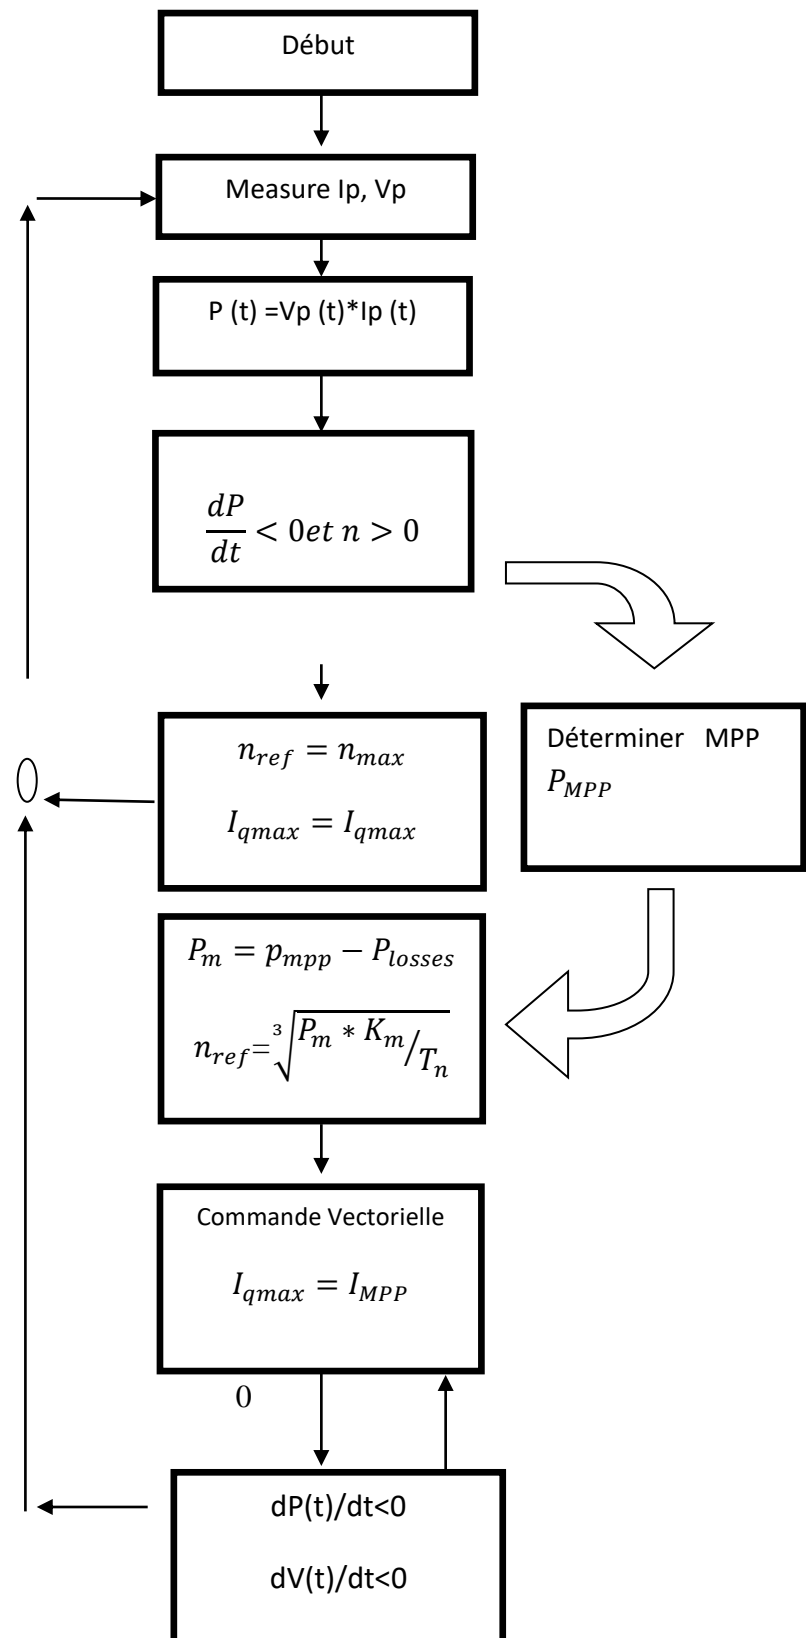 Début
Measure Ip, Vp
P (t) =Vp (t)*Ip (t)
dP/dt < 0et n > 0
n_ref = n_max
I_qmax = I_qmax
Déterminer MPP
P_MPP
P_m = p_mpp − P_losses
n_ref=∛(P_m * K_m/T_n)
Commande Vectorielle
I_qmax = I_MPP
0
dP(t)/dt<0
dV(t)/dt<0